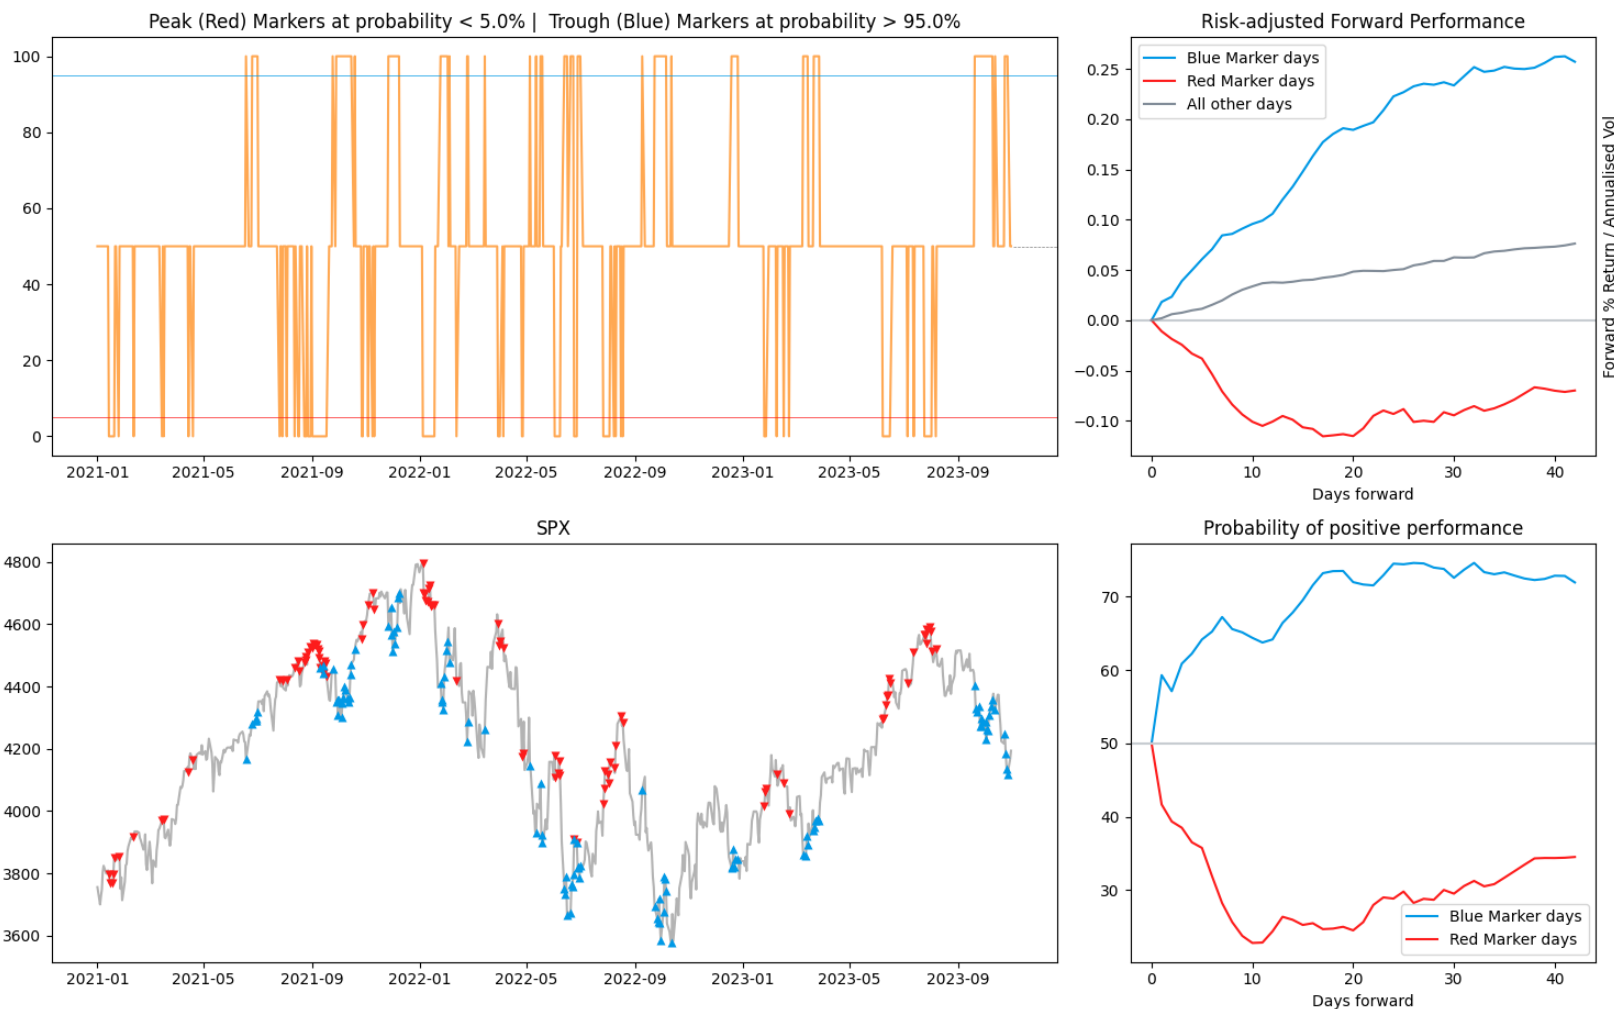 Peak (Red) Markers at probability < 5.0% |  Trough (Blue) Markers at probability > 95.0%
100
80
60
40
20
0
2021-01 2021-05 2021-09 2022-01 2022-05 2022-09 2023-01 2023-05 2023-09
Risk-adjusted Forward Performance
Blue Marker days
Red Marker days
All other days
0.25
0.20
0.15
0.10
0.05
0.00
−0.05
−0.10
0 10 20 30 40
Days forward
Forward % Return / Annualised Vol
SPX
4800
4600
4400
4200
4000
3800
3600
2021-01 2021-05 2021-09 2022-01 2022-05 2022-09 2023-01 2023-05 2023-09
Probability of positive performance
70
60
50
40
30
Blue Marker days
Red Marker days
0 10 20 30 40
Days forward